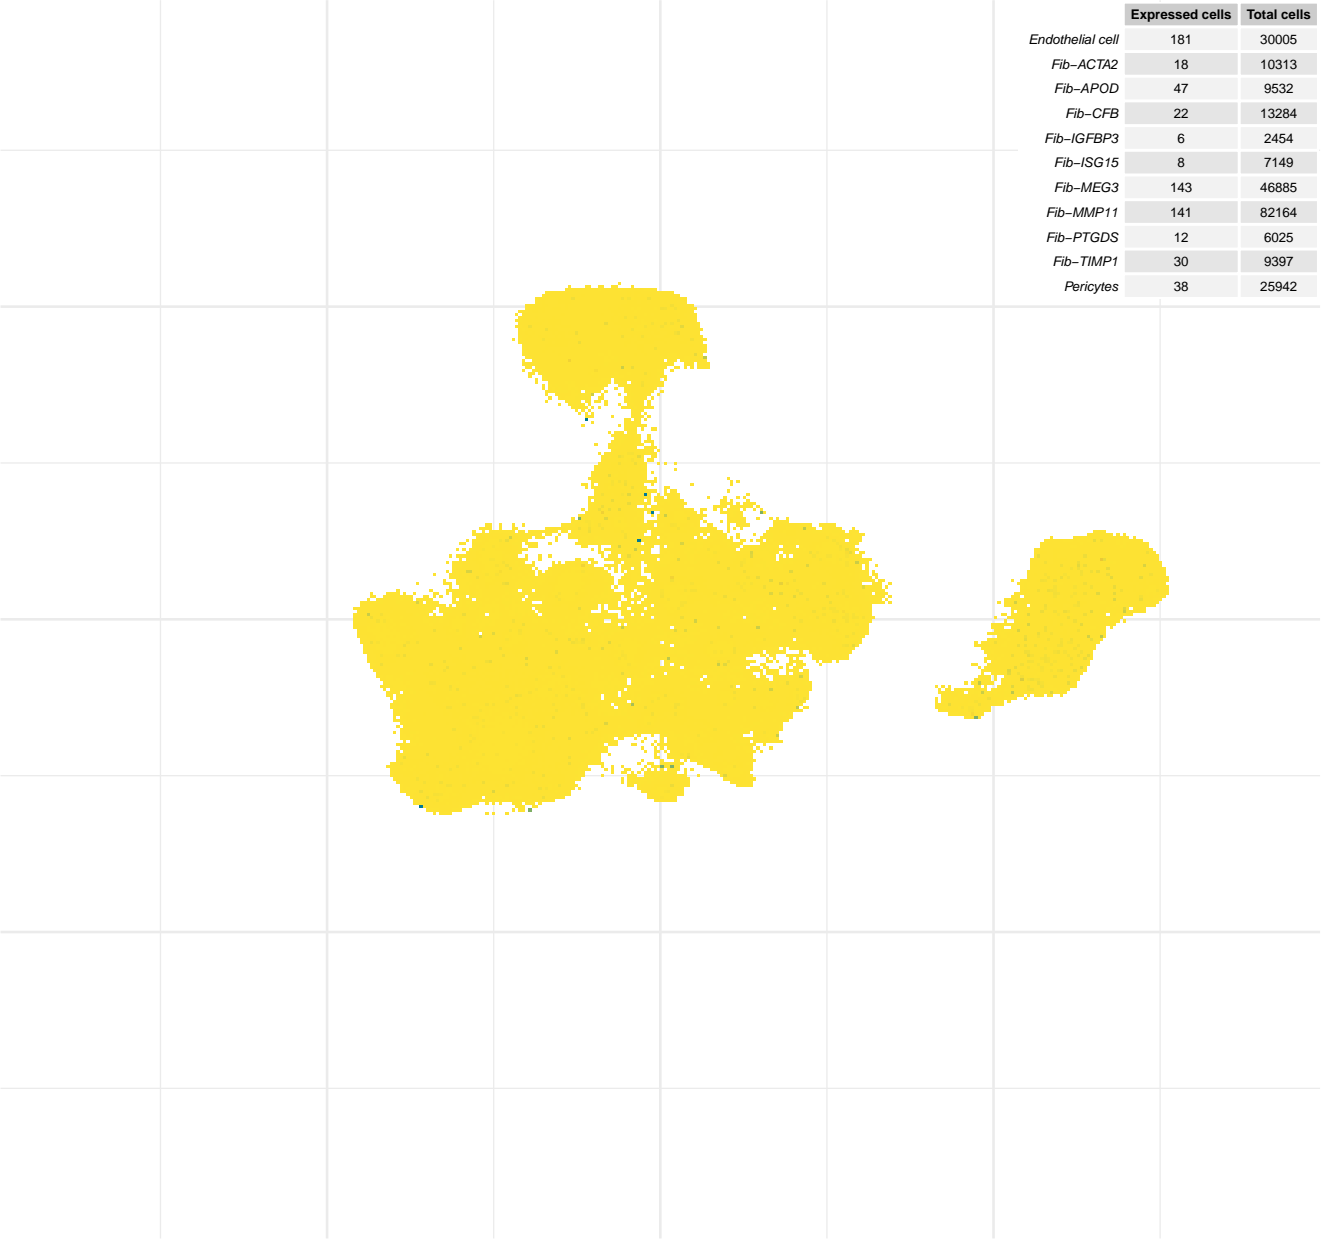 Expressed cells Total cells
Endothelial cell 181 30005
Fib−ACTA2 18 10313
Fib−APOD 47 9532
Fib−CFB 22 13284
Fib−IGFBP3 6 2454
Fib−ISG15 8 7149
Fib−MEG3 143 46885
Fib−MMP11 141 82164
Fib−PTGDS 12 6025
Fib−TIMP1 30 9397
Pericytes 38 25942